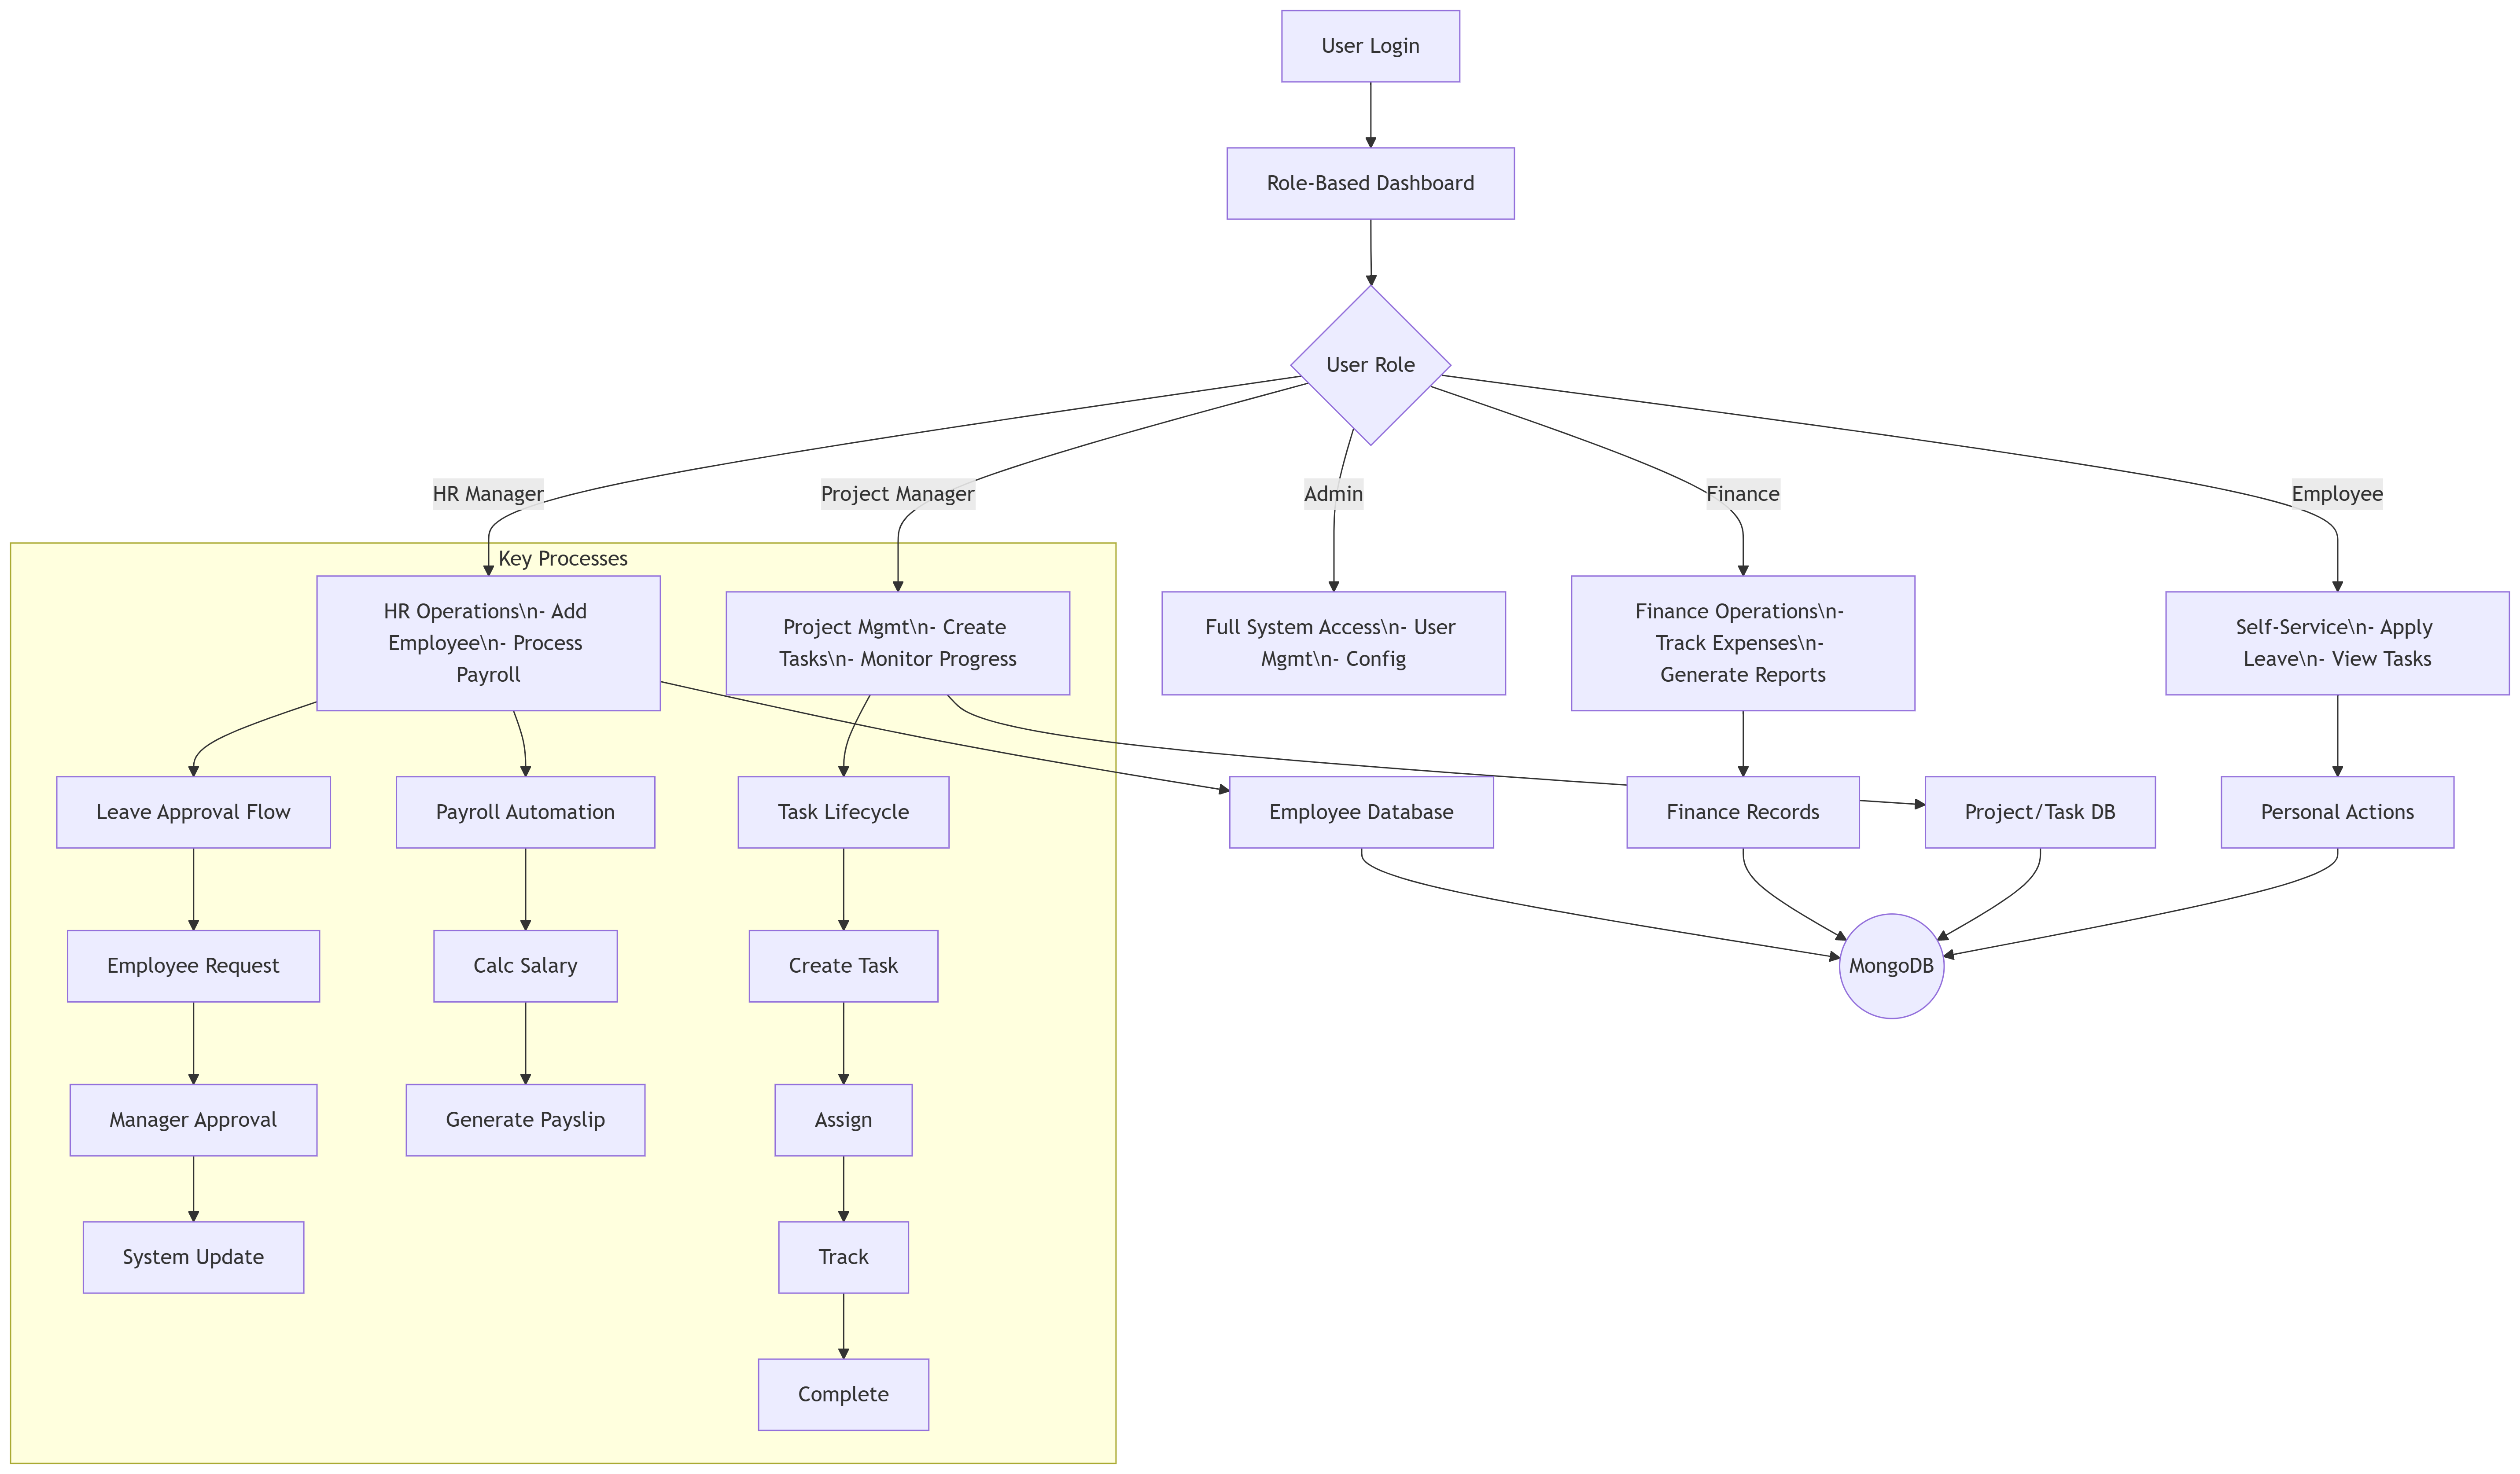 User Login
Role-Based Dashboard
User Role
HR Manager
Project Manager
Admin
Finance
Employee
Key Processes
HR Operations\n- Add
Employee\n- Process
Payroll
Project Mgmt\n- Create
Tasks\n- Monitor Progress
Full System Access\n- User
Mgmt\n- Config
Finance Operations\n-
Track Expenses\n-
Generate Reports
Self-Service\n- Apply
Leave\n- View Tasks
Leave Approval Flow
Payroll Automation
Task Lifecycle
Employee Database
Finance Records
Project/Task DB
Personal Actions
Employee Request
Calc Salary
Create Task
MongoDB
Manager Approval
Generate Payslip
Assign
System Update
Track
Complete